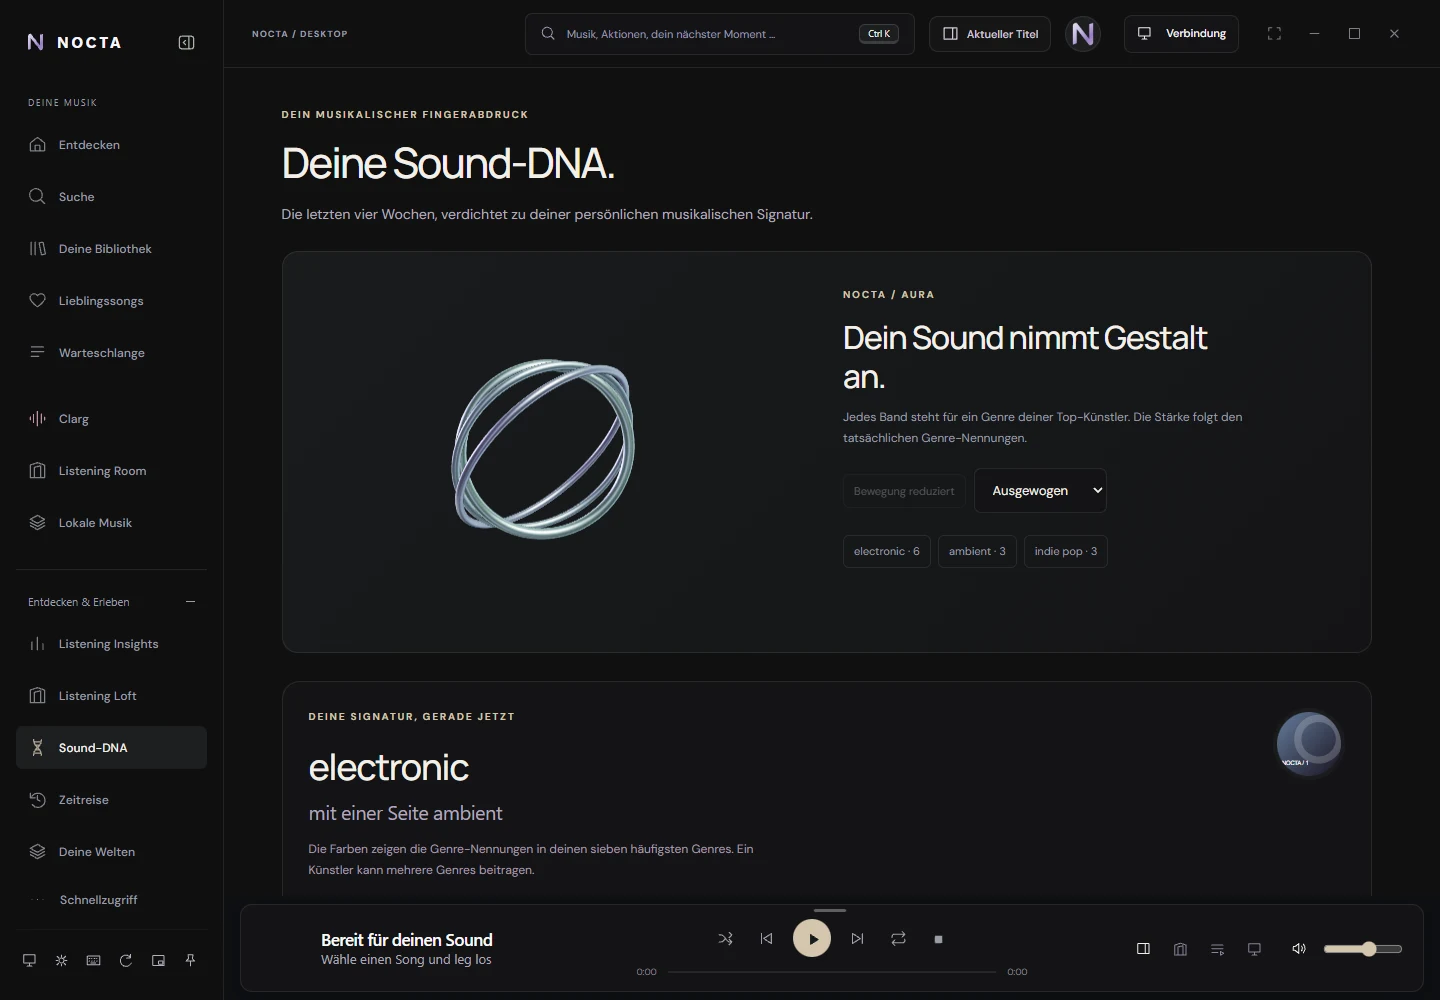 NOCTA
DEINE MUSIK
Entdecken
Suche
Deine Bibliothek
Lieblingssongs
Warteschlange
Clarg
Listening Room
Lokale Musik
Entdecken & Erleben
Listening Insights
Listening Loft
Sound-DNA
Zeitreise
Deine Welten
Schnellzugriff
NOCTA / DESKTOP
Musik, Aktionen, dein nächster Moment ...
Ctrl K
Aktueller Titel
N
Verbindung
DEIN MUSIKALISCHER FINGERABDRUCK
Deine Sound-DNA.
Die letzten vier Wochen, verdichtet zu deiner persönlichen musikalischen Signatur.
NOCTA / AURA
Dein Sound nimmt Gestalt
an.
Jedes Band steht für ein Genre deiner Top-Künstler. Die Stärke folgt den
tatsächlichen Genre-Nennungen.
Bewegung reduziert
Ausgewogen
electronic · 6
ambient · 3
indie pop · 3
DEINE SIGNATUR, GERADE JETZT
electronic
mit einer Seite ambient
Die Farben zeigen die Genre-Nennungen in deinen sieben häufigsten Genres. Ein
Künstler kann mehrere Genres beitragen.
NOCTA / 1
Bereit für deinen Sound
Wähle einen Song und leg los
0:00
0:00